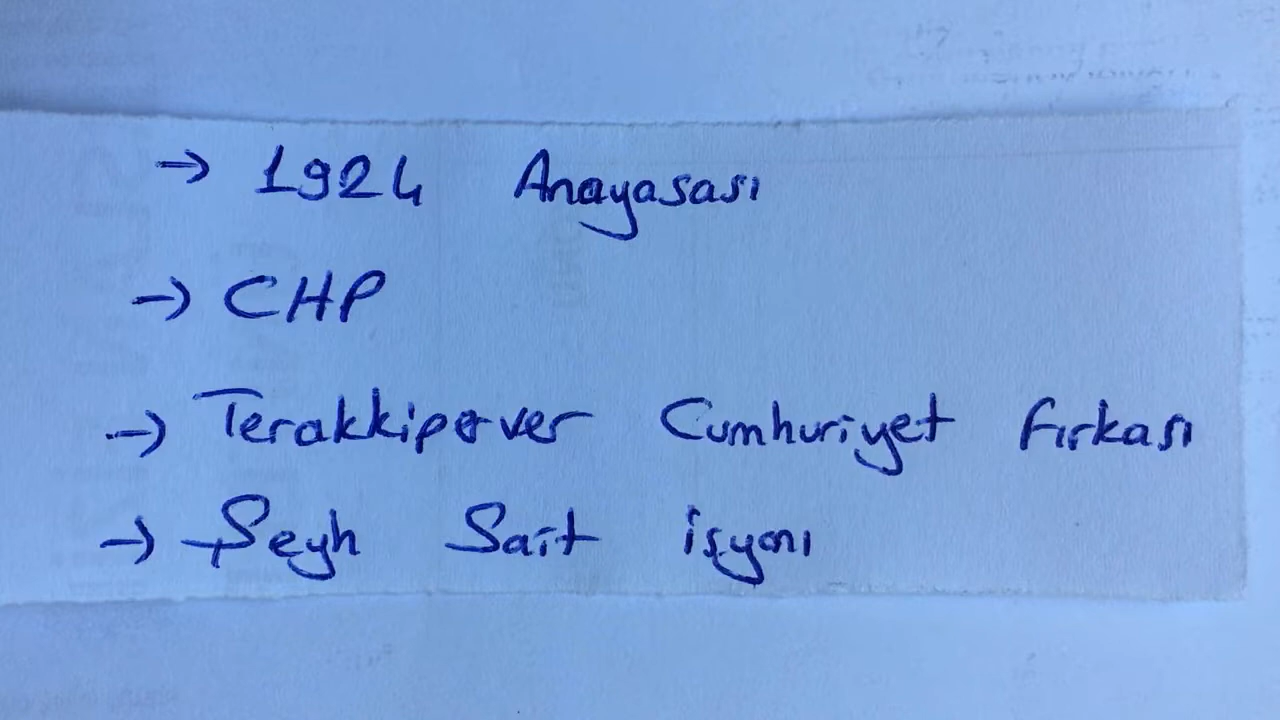 → 1924 Anayasası
→ CHP
→ Terakkiperver Cumhuriyet Fırkası
→ Şeyh Sait isyanı